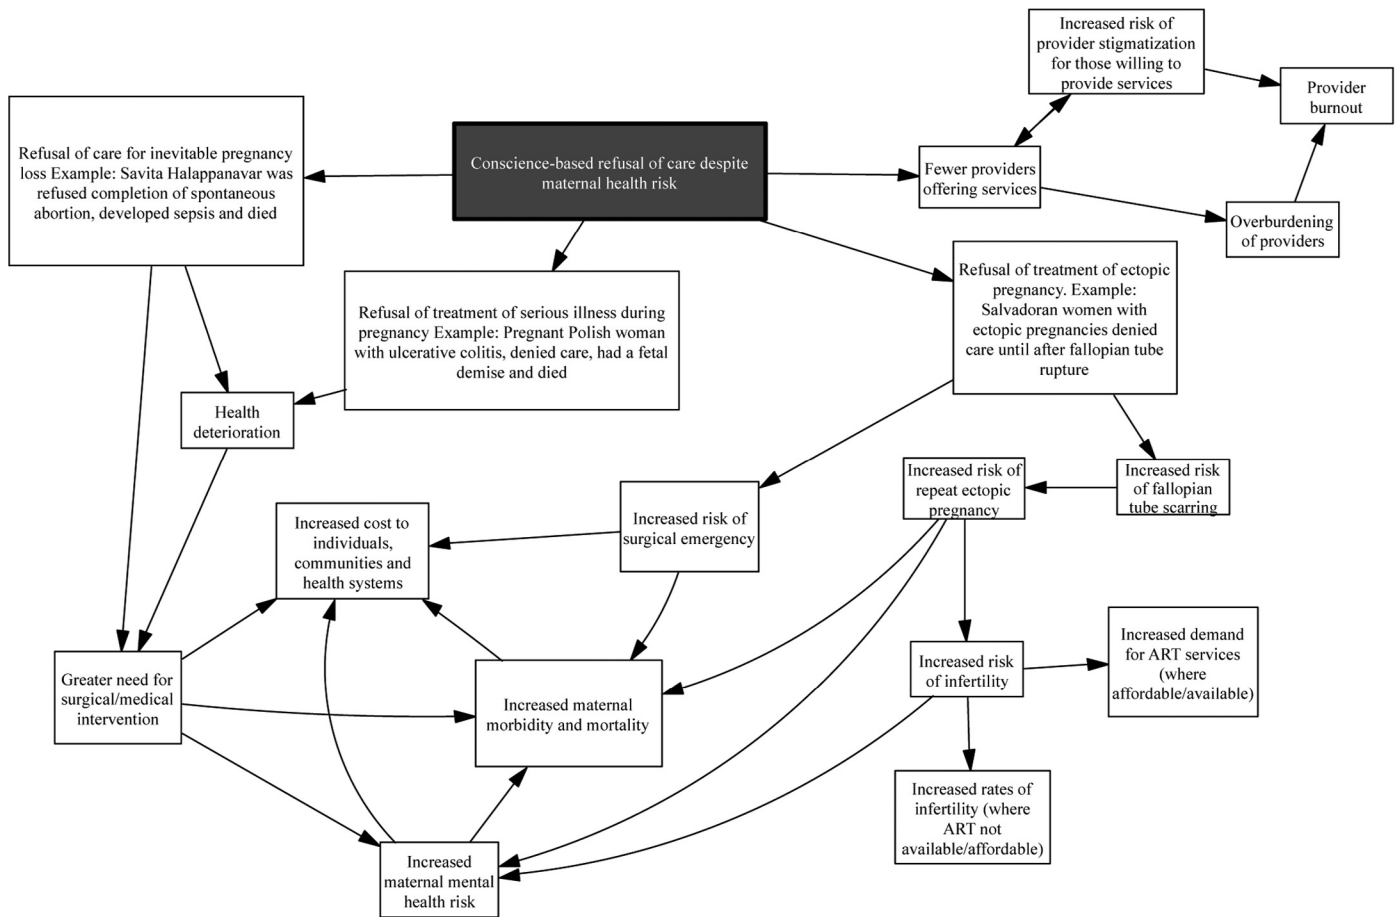 Increased risk of
provider stigmatization
for those willing to
provide services
Provider
burnout
Refusal of care for inevitable pregnancy
loss Example: Savita Halappanavar was
refused completion of spontaneous
abortion, developed sepsis and died
Conscience-based refusal of care despite
maternal health risk
Fewer providers
offering services
Overburdening
of providers
Refusal of treatment of serious illness during
pregnancy Example: Pregnant Polish woman
with ulcerative colitis, denied care, had a fetal
demise and died
Refusal of treatment of ectopic
pregnancy. Example:
Salvadoran women with
ectopic pregnancies denied
care until after fallopian tube
rupture
Health
deterioration
Increased cost to
individuals,
communities and
health systems
Increased risk of
surgical emergency
Increased risk of
repeat ectopic
pregnancy
Increased risk
of fallopian
tube scarring
Greater need for
surgical/medical
intervention
Increased maternal
morbidity and mortality
Increased risk
of infertility
Increased demand
for ART services
(where
affordable/available)
Increased rates of
infertility (where
ART not
available/affordable)
Increased
maternal mental
health risk